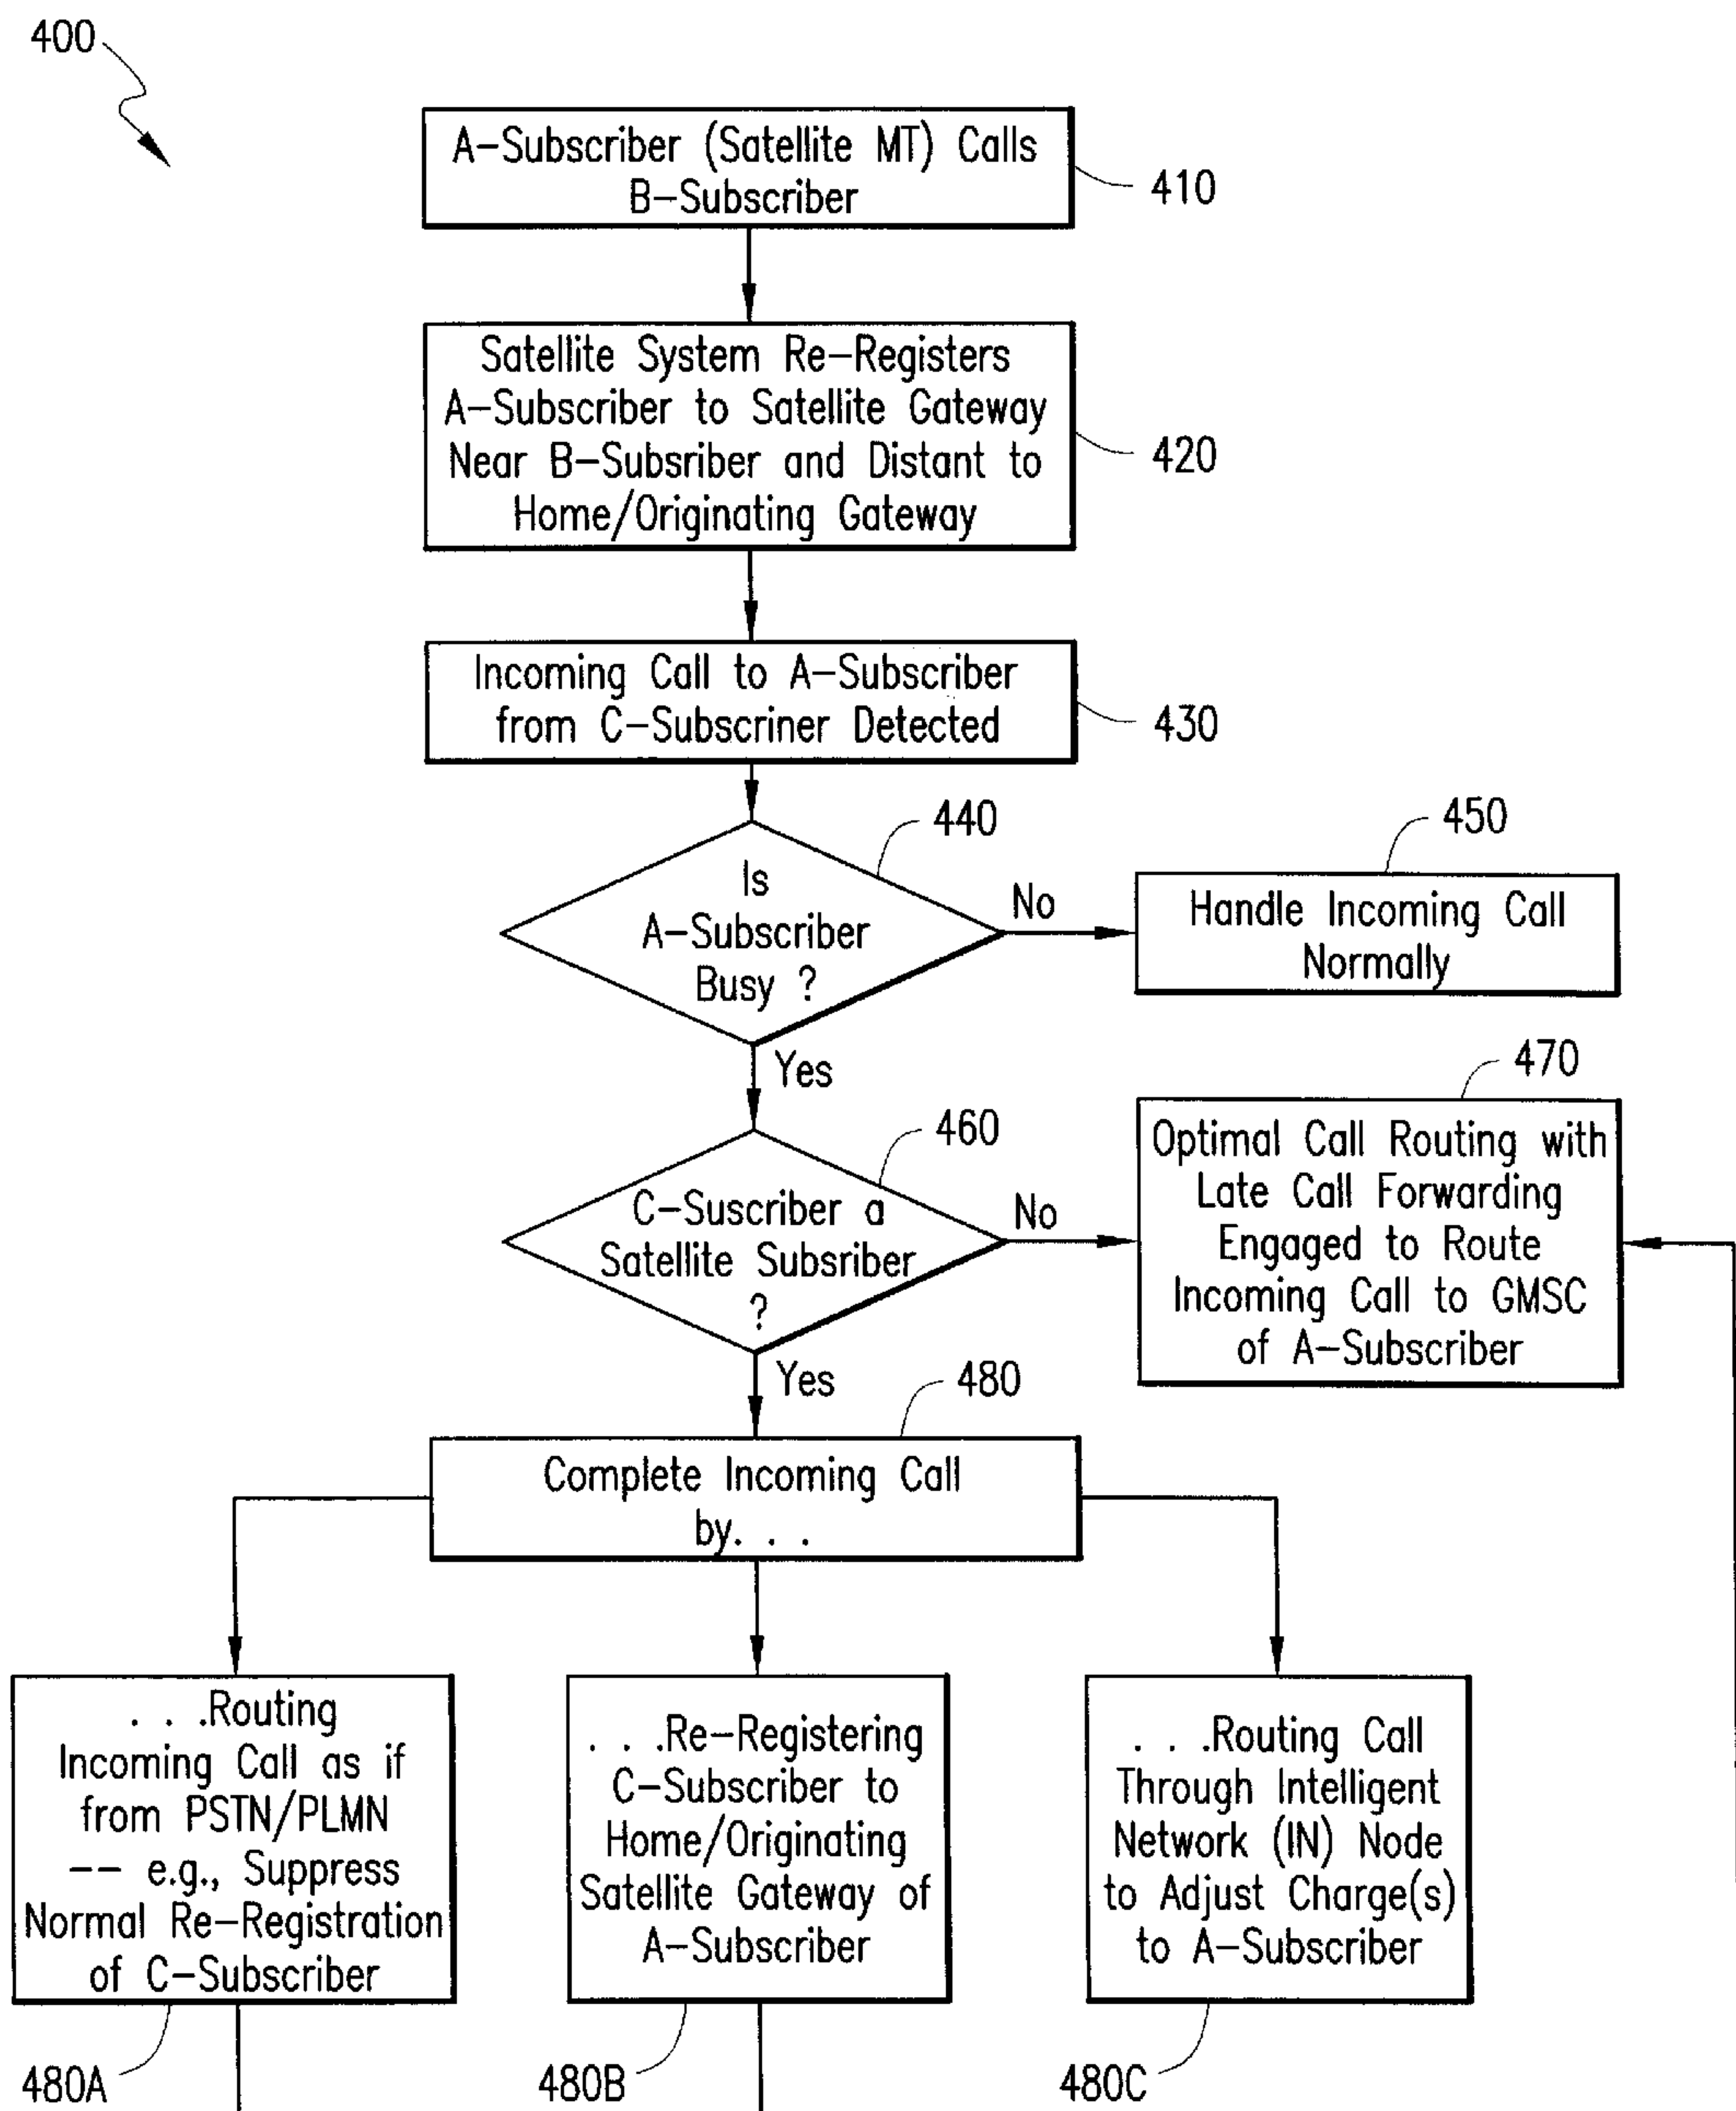 400
A-Subscriber (Satellite MT) Calls
B-Subscriber
410
Satellite System Re-Registers
A-Subscriber to Satellite Gateway
Near B-Subsriber and Distant to
Home/Originating Gateway
420
Incoming Call to A-Subscriber
from C-Subscriner Detected
430
440
Is
A-Subscriber
Busy ?
No
Yes
450
Handle Incoming Call
Normally
460
C-Suscriber a
Satellite Subsriber
?
No
Yes
470
Optimal Call Routing with
Late Call Forwarding
Engaged to Route
Incoming Call to GMSC
of A-Subscriber
480
Complete Incoming Call
by. . .
. . .Routing
Incoming Call as if
from PSTN/PLMN
-- e.g., Suppress
Normal Re-Registration
of C-Subscriber
480A
. . .Re-Registering
C-Subscriber to
Home/Originating
Satellite Gateway of
A-Subscriber
480B
. . .Routing Call
Through Intelligent
Network (IN) Node
to Adjust Charge(s)
to A-Subscriber
480C